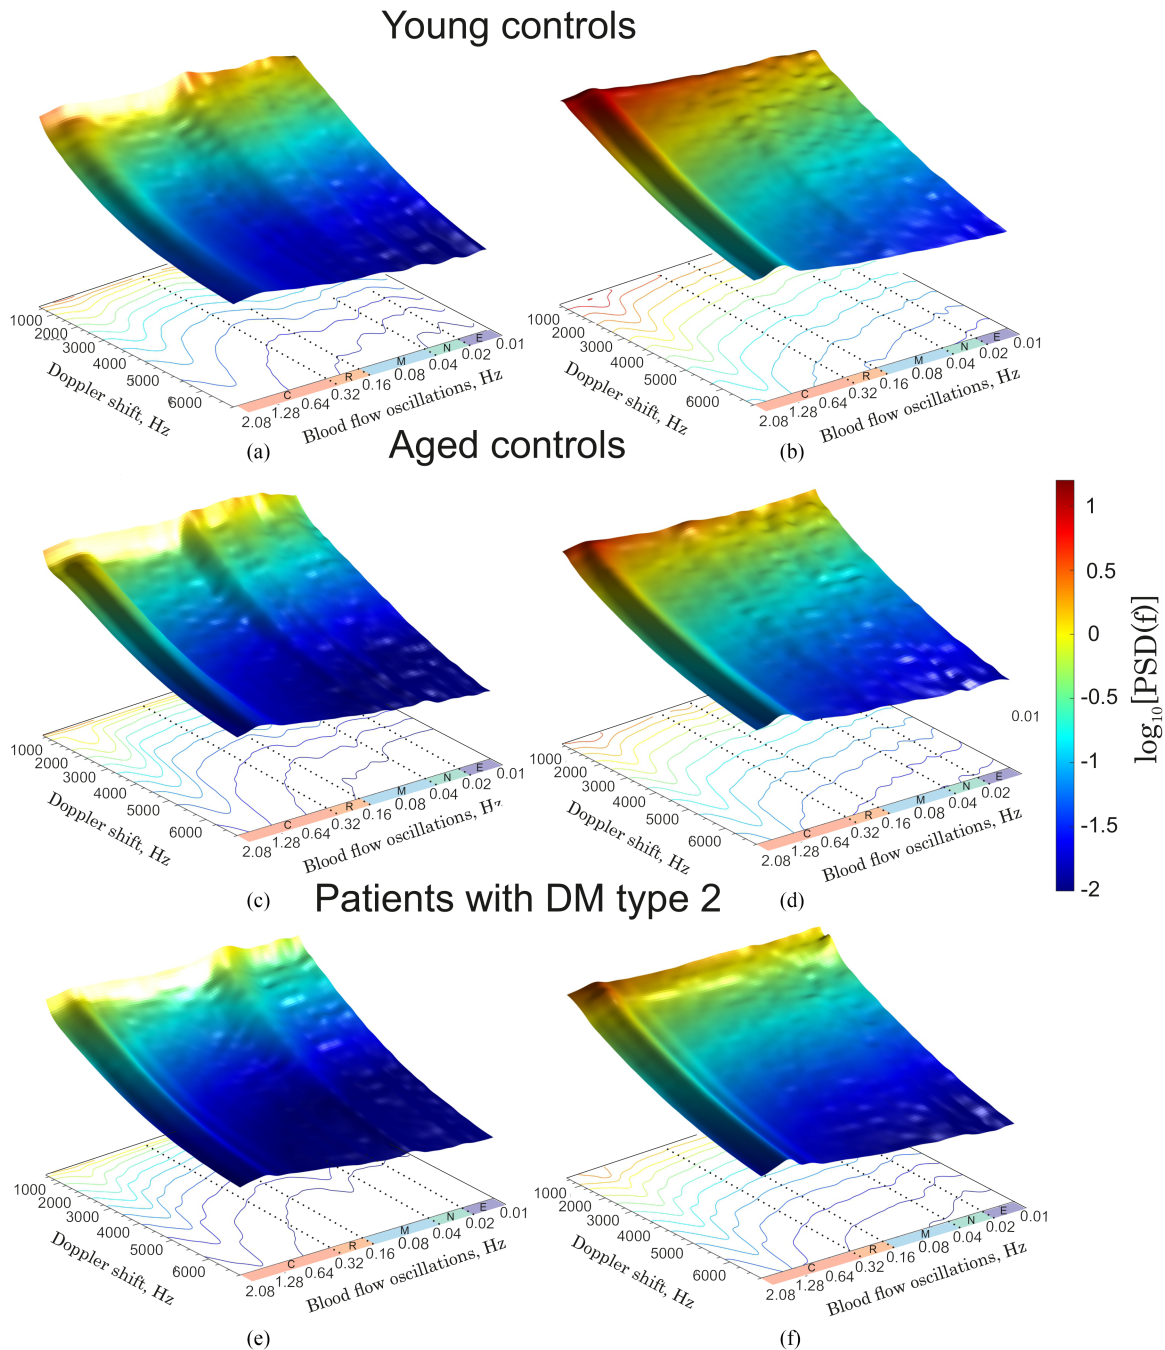 Young controls
1000
2000
3000
4000
5000
6000
Doppler shift, Hz
2.08
1.28
0.64
0.32
0.16
0.08
0.04
0.02
0.01
C
R
M
N
E
Blood flow oscillations, Hz
(a)
1000
2000
3000
4000
5000
6000
Doppler shift, Hz
2.08
1.28
0.64
0.32
0.16
0.08
0.04
0.02
0.01
C
R
M
N
E
Blood flow oscillations, Hz
(b)
Aged controls
1000
2000
3000
4000
5000
6000
Doppler shift, Hz
2.08
1.28
0.64
0.32
0.16
0.08
0.04
0.02
0.01
C
R
M
N
E
Blood flow oscillations, Hz
(c)
1000
2000
3000
4000
5000
6000
Doppler shift, Hz
2.08
1.28
0.64
0.32
0.16
0.08
0.04
0.02
0.01
C
R
M
N
E
Blood flow oscillations, Hz
(d)
1
0.5
0
-0.5
-1
-1.5
-2
log₁₀[PSD(f)]
Patients with DM type 2
1000
2000
3000
4000
5000
6000
Doppler shift, Hz
2.08
1.28
0.64
0.32
0.16
0.08
0.04
0.02
0.01
C
R
M
N
E
Blood flow oscillations, Hz
(e)
1000
2000
3000
4000
5000
6000
Doppler shift, Hz
2.08
1.28
0.64
0.32
0.16
0.08
0.04
0.02
0.01
C
R
M
N
E
Blood flow oscillations, Hz
(f)